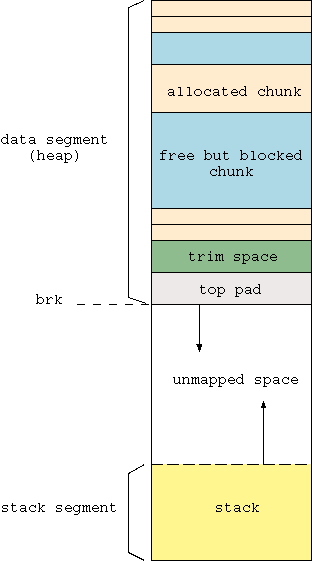 allocated chunk
data segment
(heap)
free but blocked
chunk
trim space
top pad
brk
unmapped space
stack segment
stack